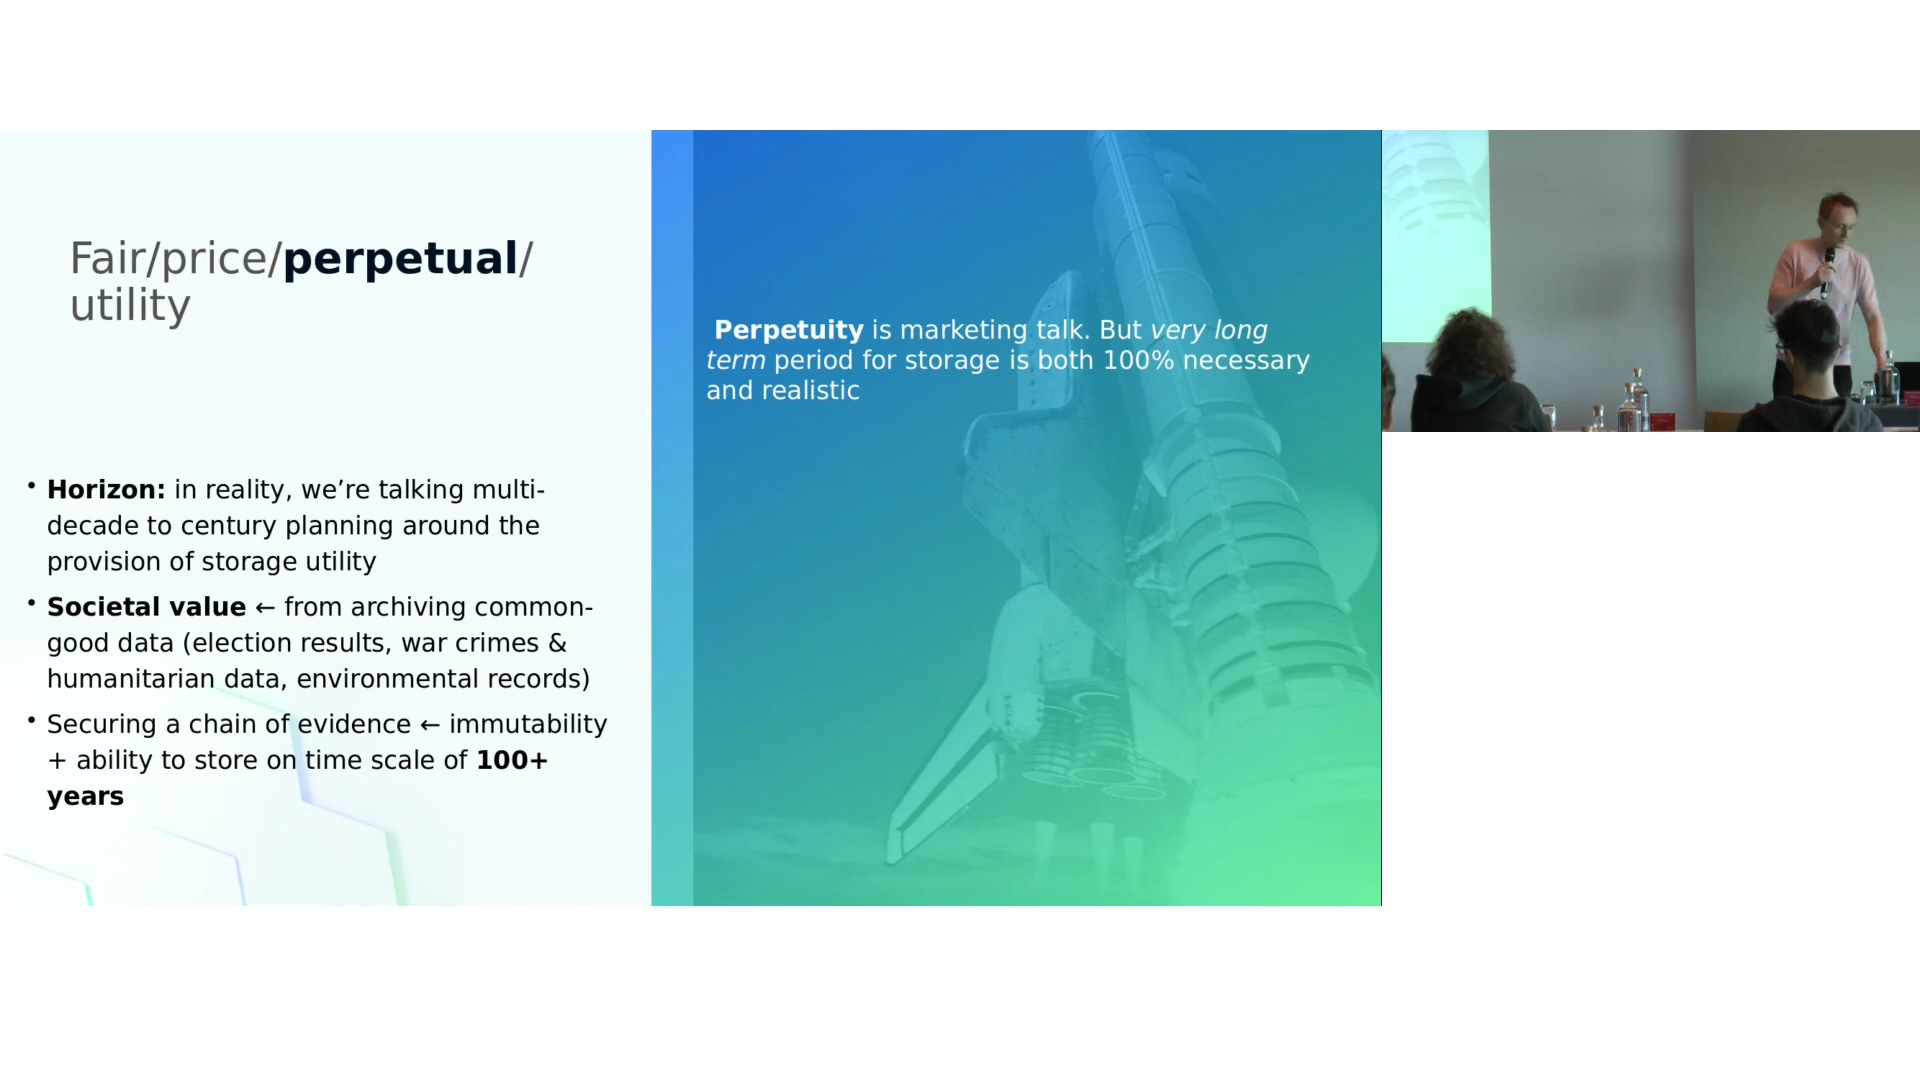 Fair/price/perpetual/
utility
• Horizon: in reality, we’re talking multi-
decade to century planning around the
provision of storage utility
• Societal value ← from archiving common-
good data (election results, war crimes &
humanitarian data, environmental records)
• Securing a chain of evidence ← immutability
+ ability to store on time scale of 100+
years
Perpetuity is marketing talk. But very long
term period for storage is both 100% necessary
and realistic